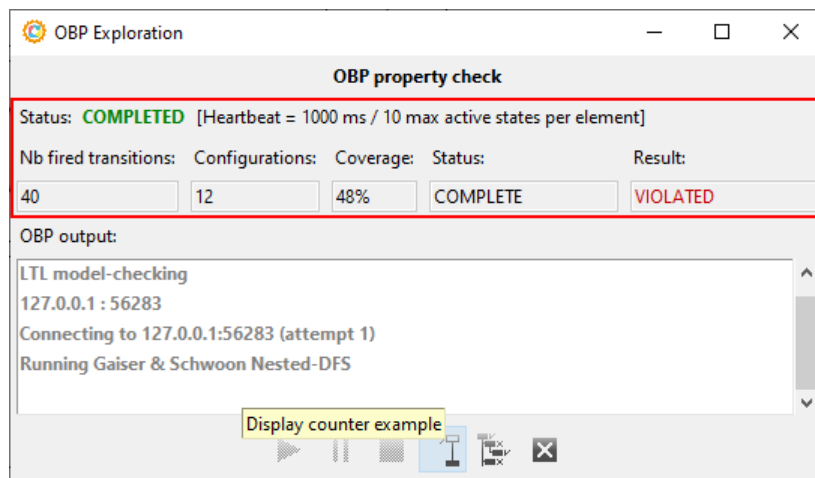 OBP Exploration
OBP property check
Status: COMPLETED [Heartbeat = 1000 ms / 10 max active states per element]
Nb fired transitions: Configurations: Coverage: Status: Result:
40 12 48% COMPLETE VIOLATED
OBP output:
LTL model-checking
127.0.0.1 : 56283
Connecting to 127.0.0.1:56283 (attempt 1)
Running Gaiser & Schwoon Nested-DFS
Display counter example